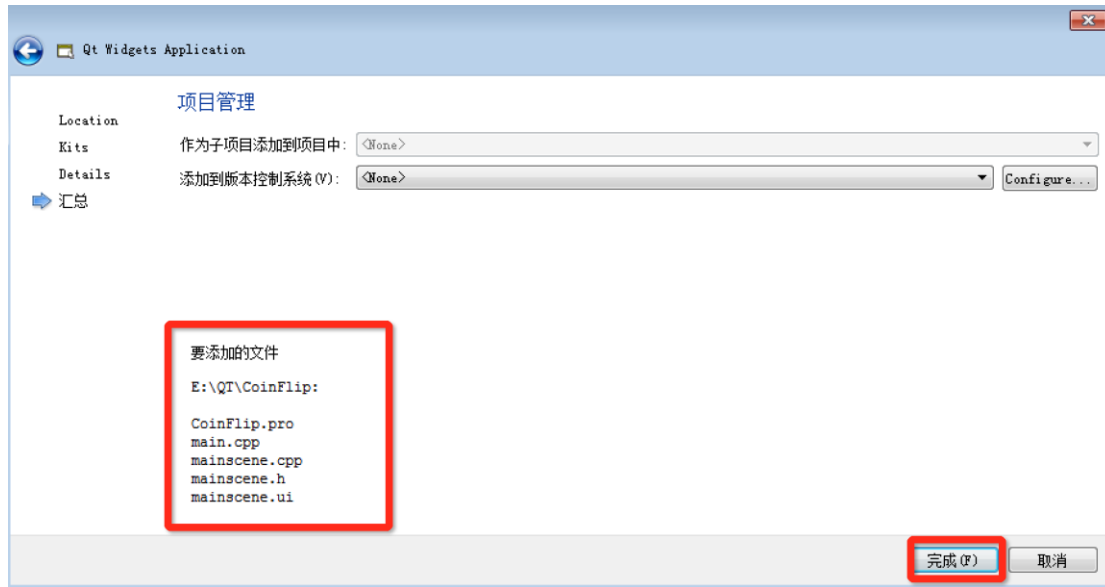 Qt Widgets Application
Location
Kits
Details
汇总
项目管理
作为子项目添加到项目中: <None>
添加到版本控制系统(V): <None> Configure...
要添加的文件
E:\QT\CoinFlip:
CoinFlip.pro
main.cpp
mainscene.cpp
mainscene.h
mainscene.ui
完成(F) 取消